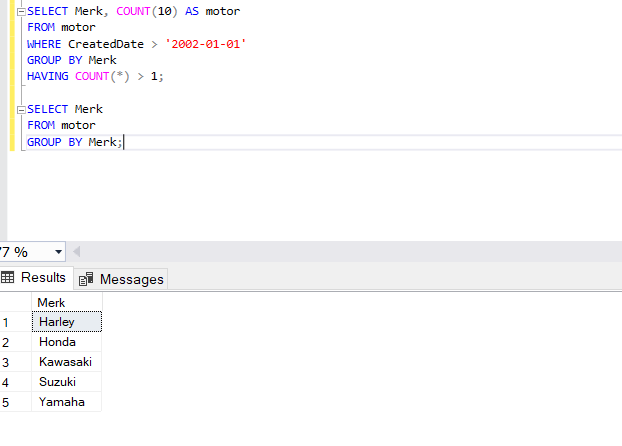 SELECT Merk, COUNT(10) AS motor
FROM motor
WHERE CreatedDate > '2002-01-01'
GROUP BY Merk
HAVING COUNT(*) > 1;
SELECT Merk
FROM motor
GROUP BY Merk;
77 %
Results Messages
Merk
1 Harley
2 Honda
3 Kawasaki
4 Suzuki
5 Yamaha